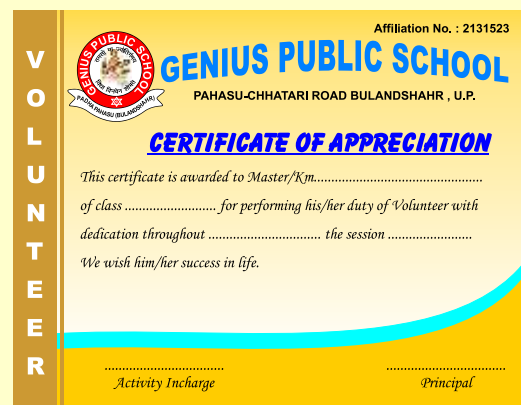 Affiliation No. : 2131523
VOLUNTEER
GENIUS PUBLIC SCHOOL
PADHA PAHASU (BULANDSHAHR)
GENIUS PUBLIC SCHOOL
PAHASU-CHHATARI ROAD BULANDSHAHR , U.P.
CERTIFICATE OF APPRECIATION
This certificate is awarded to Master/Km................................................
of class .......................... for performing his/her duty of Volunteer with
dedication throughout ................................ the session ........................
We wish him/her success in life.
Activity Incharge
Principal